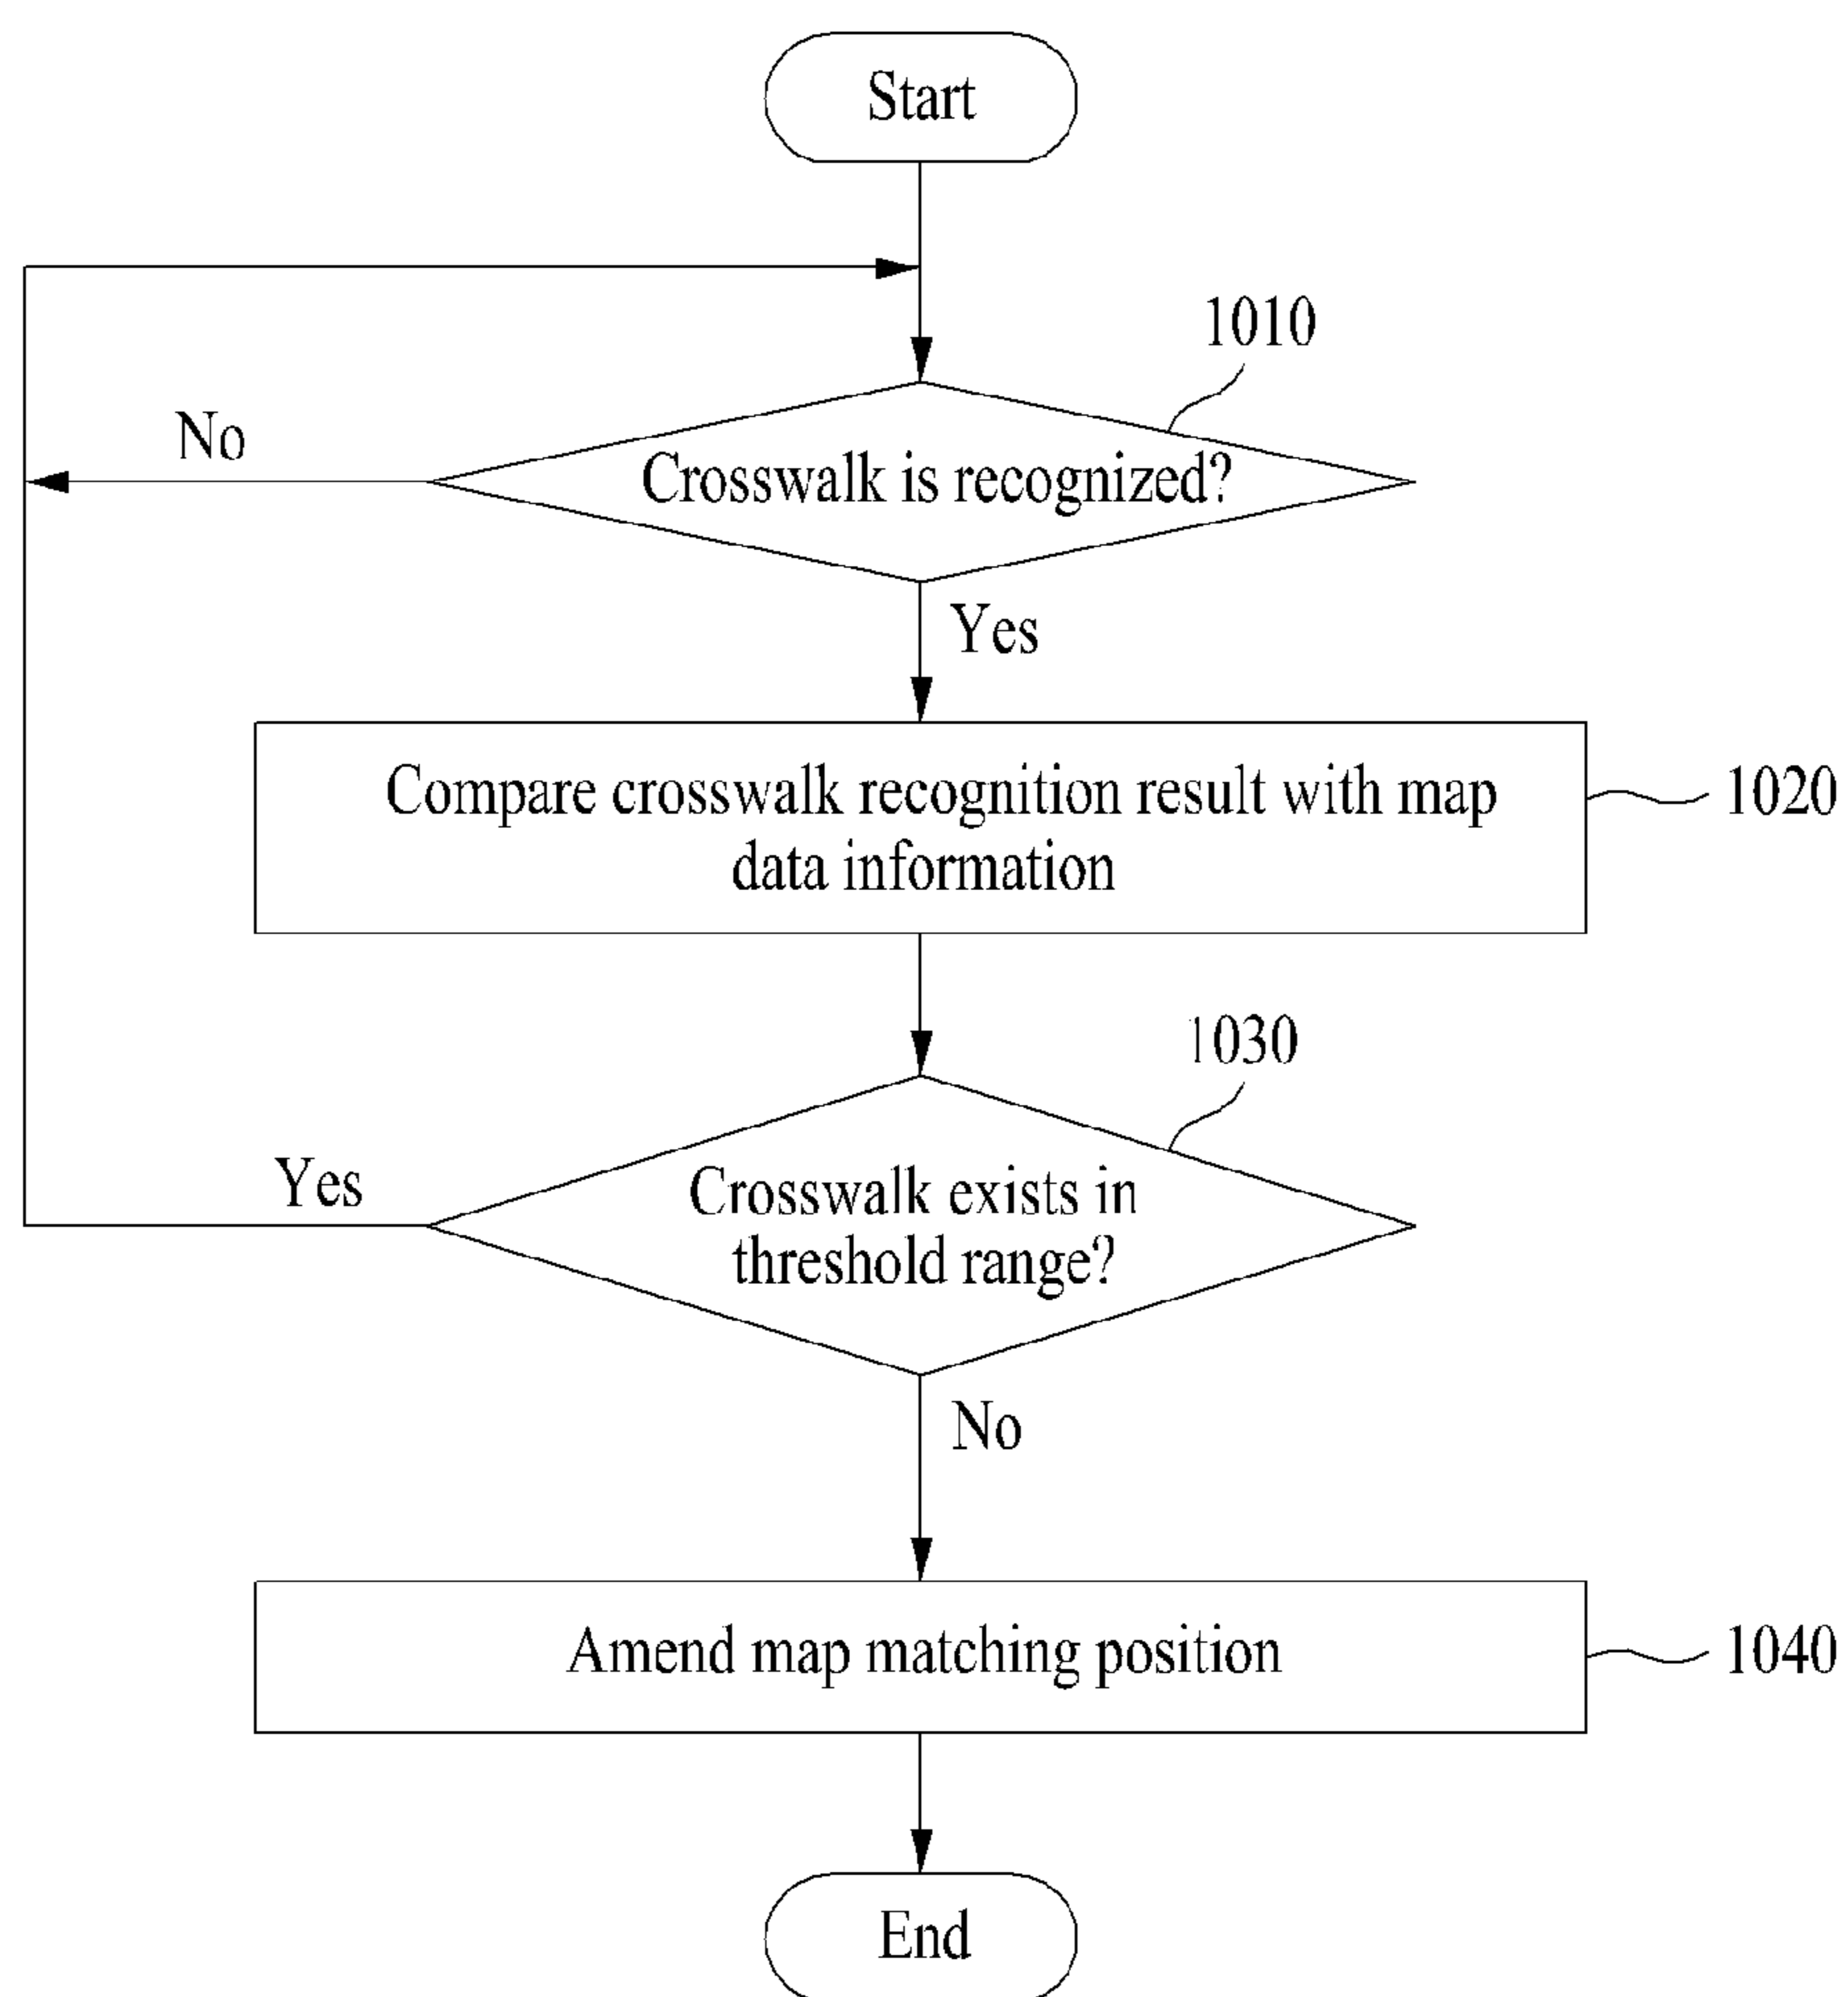 Start
1010
No
Crosswalk is recognized?
Yes
Compare crosswalk recognition result with map
data information
1020
1030
Yes
Crosswalk exists in
threshold range?
No
Amend map matching position
1040
End